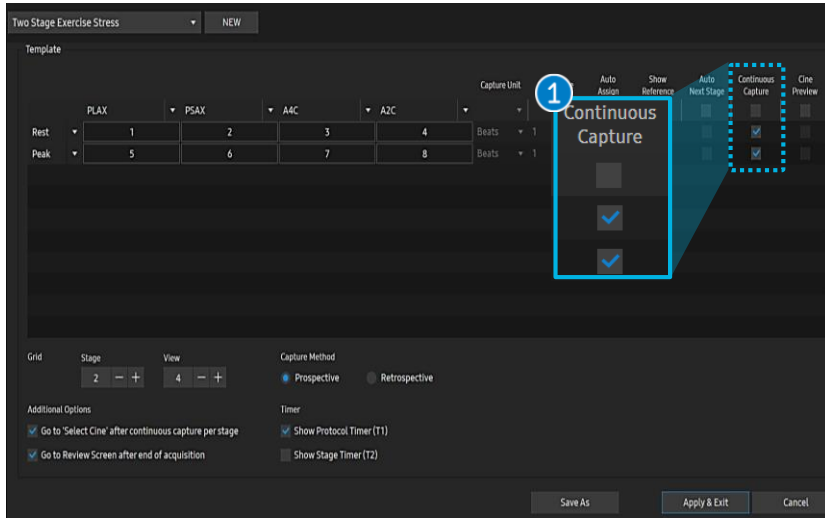 Two Stage Exercise Stress NEW
Template
Capture Unit Auto Assign Show Reference Auto Next Stage Continuous Capture Cine Preview
1
PLAX PSAX A4C A2C
Continuous
Capture
Rest 1 2 3 4 Beats 1
Peak 5 6 7 8 Beats 1
Grid Stage View Capture Method
2 - + 4 - + Prospective Retrospective
Additional Options Timer
Go to 'Select Cine' after continuous capture per stage Show Protocol Timer (T1)
Go to Review Screen after end of acquisition Show Stage Timer (T2)
Save As Apply & Exit Cancel